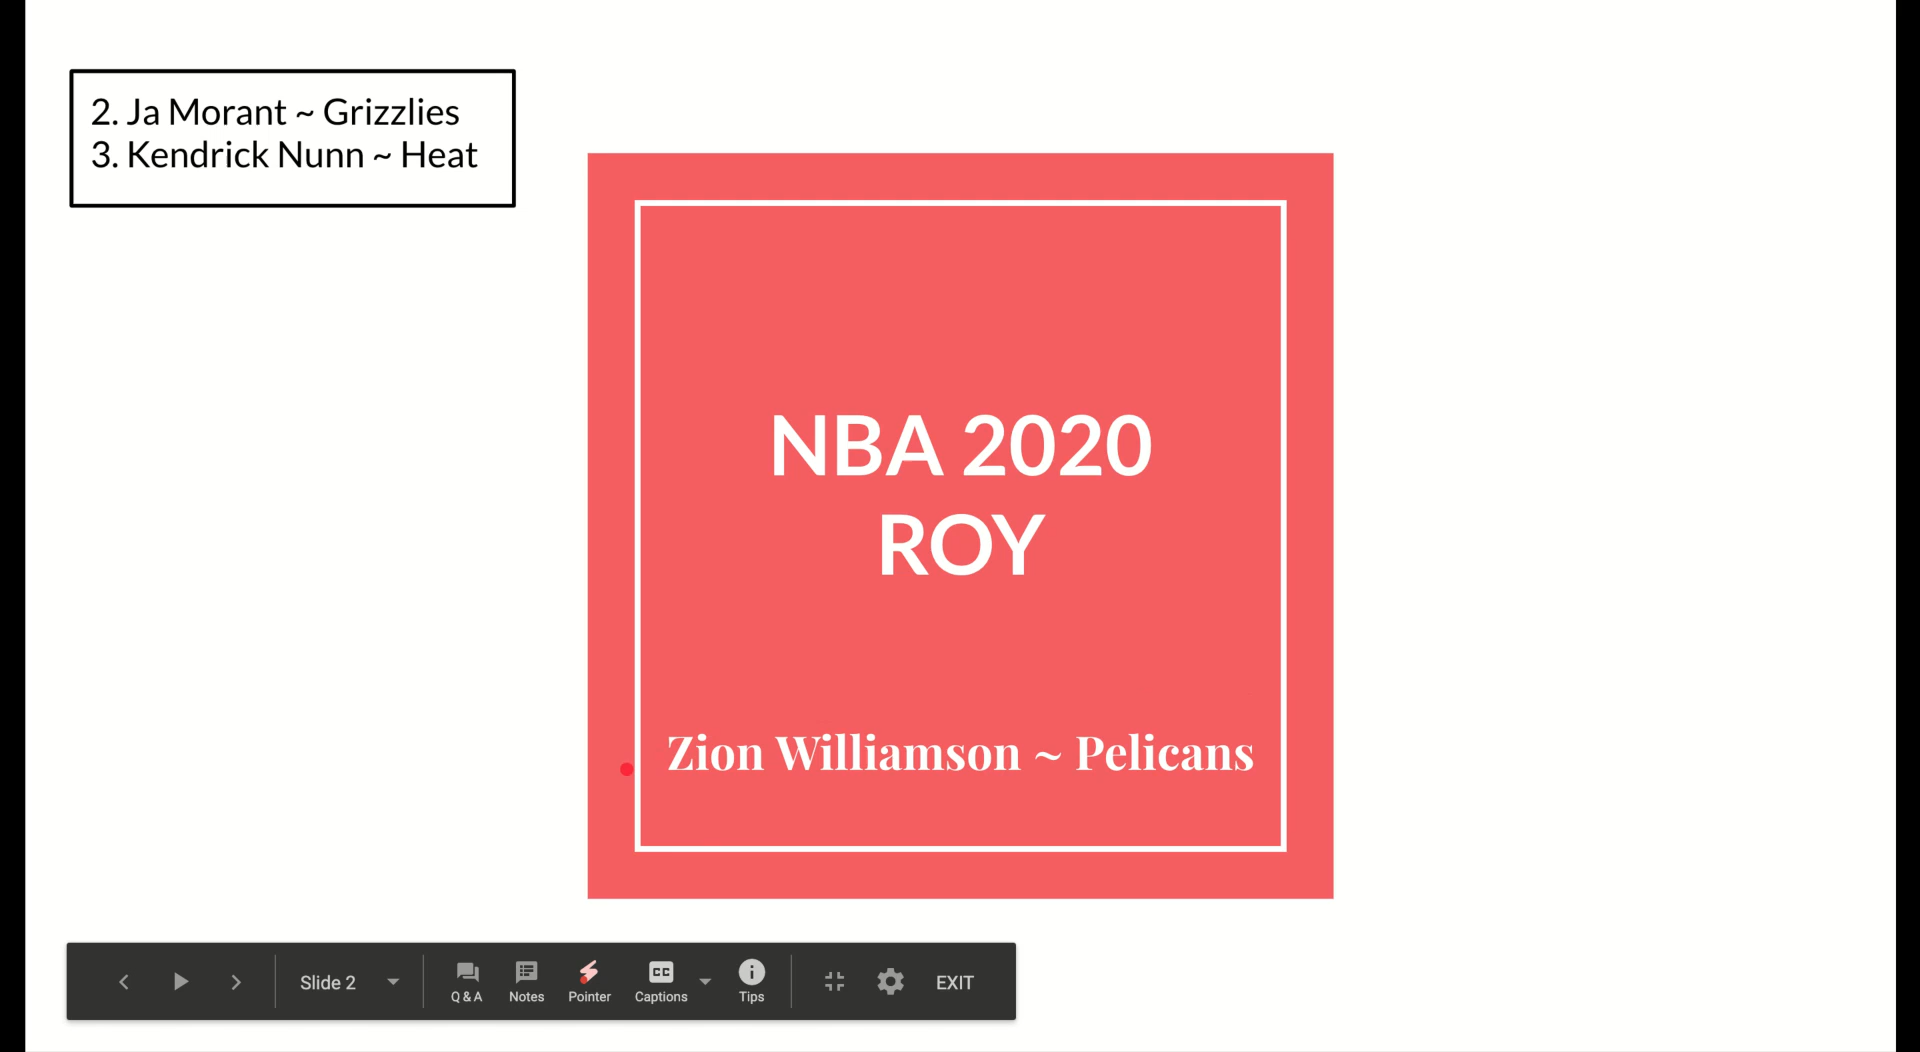 2. Ja Morant ~ Grizzlies
3. Kendrick Nunn ~ Heat
NBA 2020
ROY
Zion Williamson ~ Pelicans
Slide 2
Q & A
Notes
Pointer
CC
Captions
Tips
EXIT